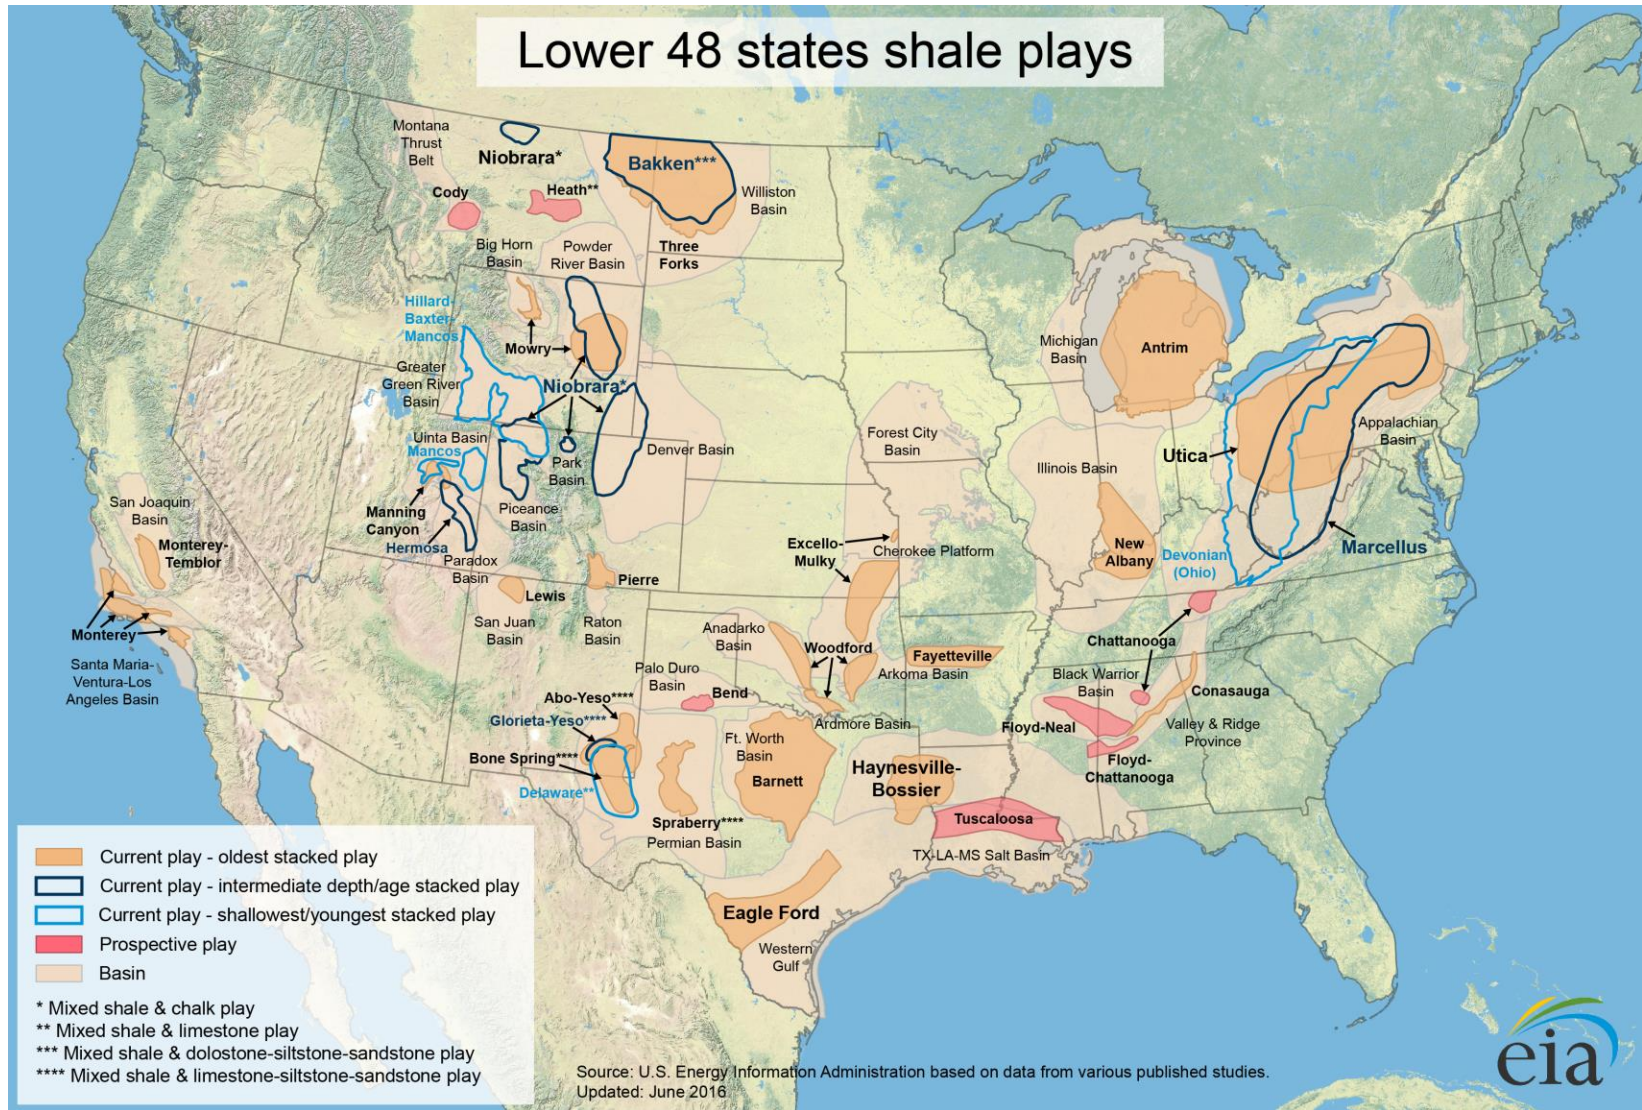 Lower 48 states shale plays
Montana
Thrust
Belt
Niobrara*
Bakken***
Cody
Heath**
Williston
Basin
Big Horn
Basin
Powder
River Basin
Three
Forks
Hillard-
Baxter-
Mancos
Mowry
Michigan
Basin
Antrim
Greater
Green River
Basin
Niobrara*
Uinta Basin
Mancos
Park
Basin
Denver Basin
Forest City
Basin
Illinois Basin
Utica
Appalachian
Basin
San Joaquin
Basin
Manning
Canyon
Piceance
Basin
Hermosa
Monterey-
Temblor
Paradox
Basin
Excello-
Mulky
Cherokee Platform
New
Albany
Devonian
(Ohio)
Marcellus
Pierre
Lewis
Monterey
San Juan
Basin
Raton
Basin
Anadarko
Basin
Woodford
Fayetteville
Chattanooga
Santa Maria-
Ventura-Los
Angeles Basin
Palo Duro
Basin
Bend
Arkoma Basin
Black Warrior
Basin
Conasauga
Abo-Yeso****
Glorieta-Yeso****
Ardmore Basin
Floyd-Neal
Valley & Ridge
Province
Bone Spring****
Delaware**
Ft. Worth
Basin
Barnett
Haynesville-
Bossier
Floyd-
Chattanooga
Spraberry****
Permian Basin
Tuscaloosa
TX-LA-MS Salt Basin
Eagle Ford
Western
Gulf
Current play - oldest stacked play
Current play - intermediate depth/age stacked play
Current play - shallowest/youngest stacked play
Prospective play
Basin
* Mixed shale & chalk play
** Mixed shale & limestone play
*** Mixed shale & dolostone-siltstone-sandstone play
**** Mixed shale & limestone-siltstone-sandstone play
Source: U.S. Energy Information Administration based on data from various published studies.
Updated: June 2016
eia